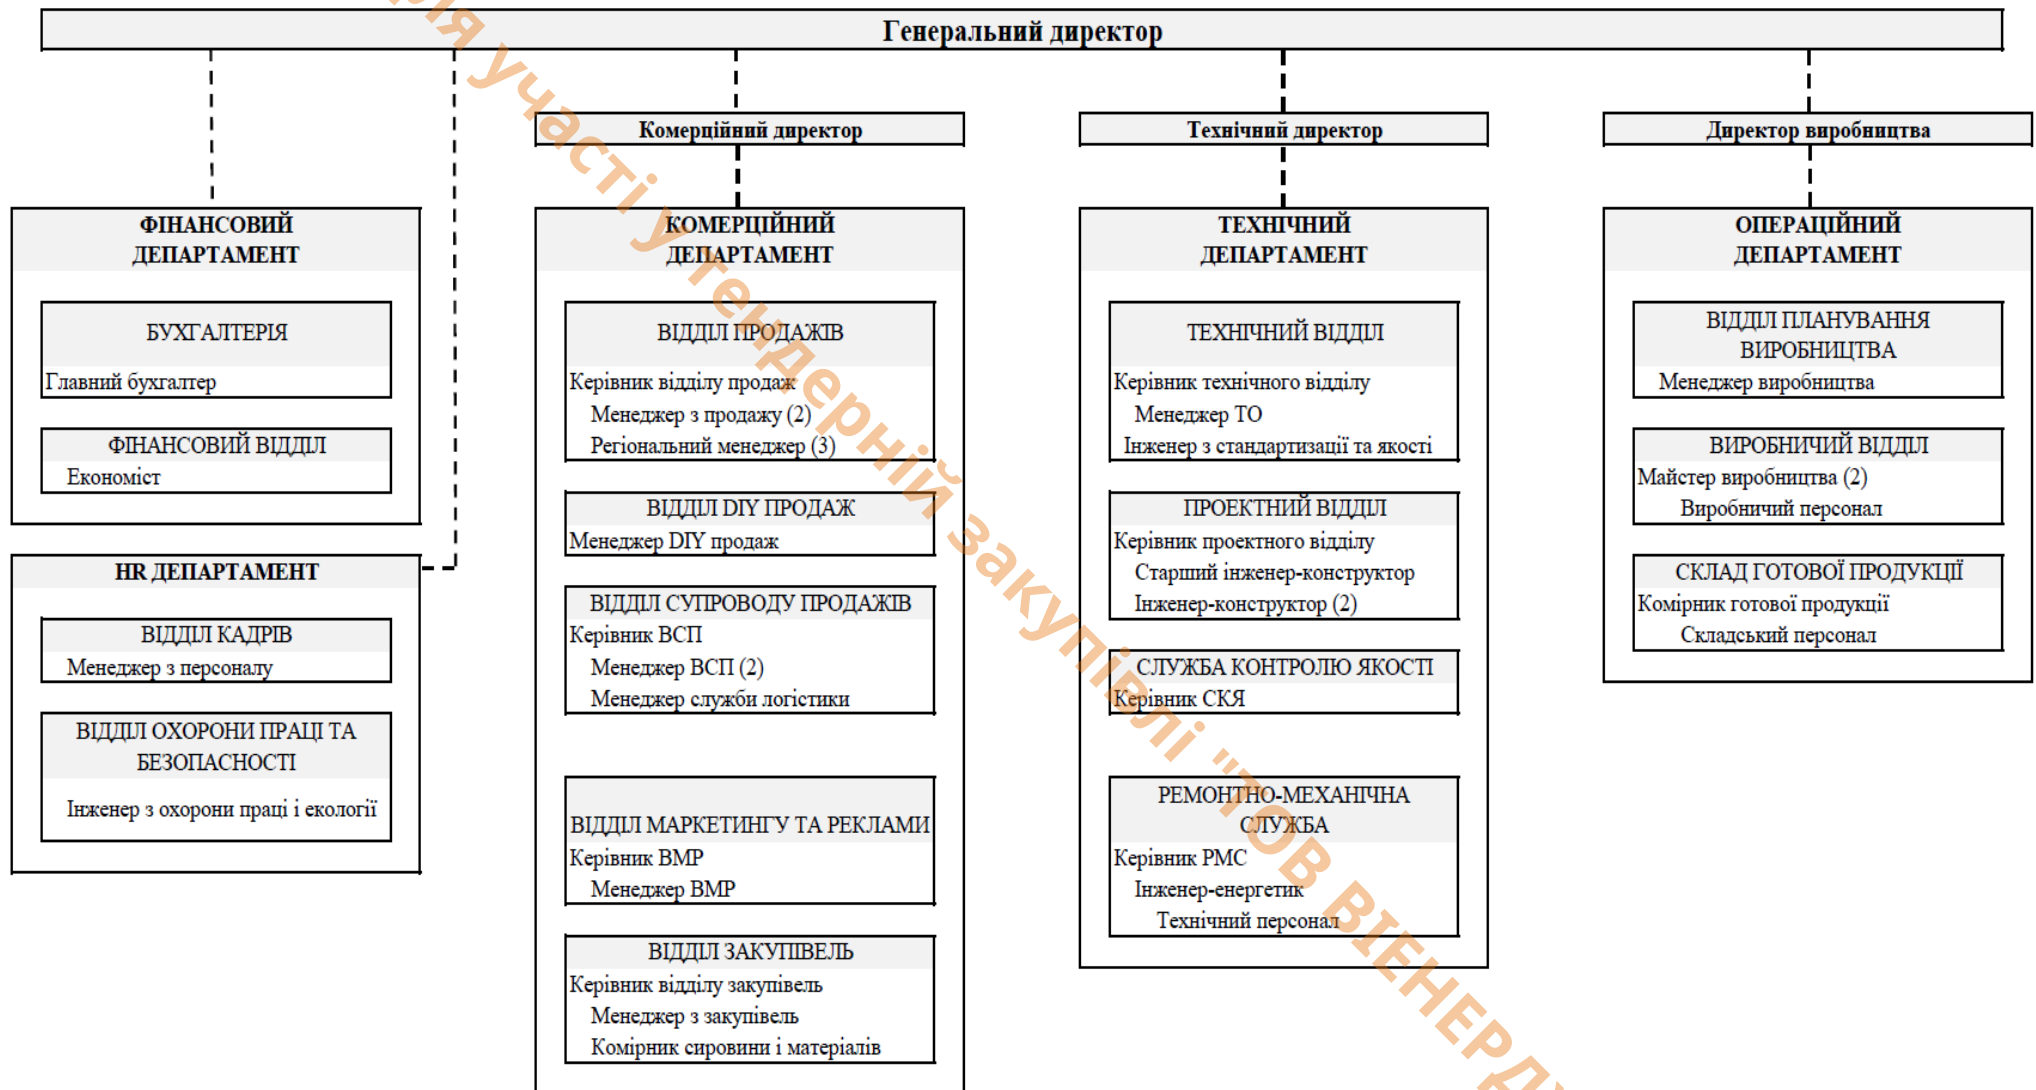 Генеральний директор
Комерційний директор
Технічний директор
Директор виробництва
ФІНАНСОВИЙ
ДЕПАРТАМЕНТ
БУХГАЛТЕРІЯ
Главний бухгалтер
ФІНАНСОВИЙ ВІДДІЛ
Економіст
HR ДЕПАРТАМЕНТ
ВІДДІЛ КАДРІВ
Менеджер з персоналу
ВІДДІЛ ОХОРОНИ ПРАЦІ ТА
БЕЗОПАСНОСТІ
Інженер з охорони праці і екології
КОМЕРЦІЙНИЙ
ДЕПАРТАМЕНТ
ВІДДІЛ ПРОДАЖІВ
Керівник відділу продаж
Менеджер з продажу (2)
Регіональний менеджер (3)
ВІДДІЛ DIY ПРОДАЖ
Менеджер DIY продаж
ВІДДІЛ СУПРОВОДУ ПРОДАЖІВ
Керівник ВСП
Менеджер ВСП (2)
Менеджер служби логістики
ВІДДІЛ МАРКЕТИНГУ ТА РЕКЛАМИ
Керівник ВМР
Менеджер ВМР
ВІДДІЛ ЗАКУПІВЕЛЬ
Керівник відділу закупівель
Менеджер з закупівель
Комірник сировини і матеріалів
ТЕХНІЧНИЙ
ДЕПАРТАМЕНТ
ТЕХНІЧНИЙ ВІДДІЛ
Керівник технічного відділу
Менеджер ТО
Інженер з стандартизації та якості
ПРОЕКТНИЙ ВІДДІЛ
Керівник проектного відділу
Старший інженер-конструктор
Інженер-конструктор (2)
СЛУЖБА КОНТРОЛЮ ЯКОСТІ
Керівник СКЯ
РЕМОНТНО-МЕХАНІЧНА
СЛУЖБА
Керівник РМС
Інженер-енергетик
Технічний персонал
ОПЕРАЦІЙНИЙ
ДЕПАРТАМЕНТ
ВІДДІЛ ПЛАНУВАННЯ
ВИРОБНИЦТВА
Менеджер виробництва
ВИРОБНИЧИЙ ВІДДІЛ
Майстер виробництва (2)
Виробничий персонал
СКЛАД ГОТОВОЇ ПРОДУКЦІЇ
Комірник готової продукції
Складський персонал
участі у тендерній закупівлі "ТОВ